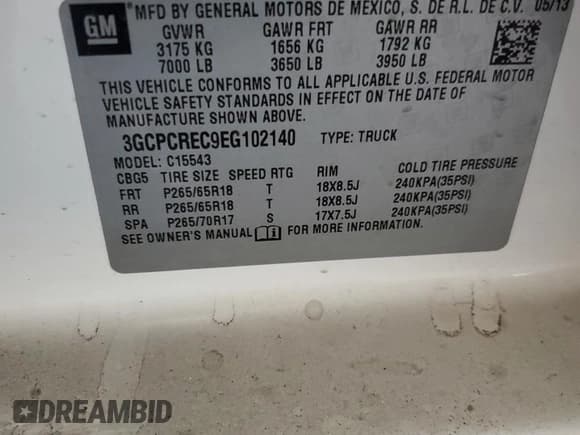 GM
MFD BY GENERAL MOTORS DE MEXICO, S. DE R.L. DE C.V. 05/13
GVWR GAWR FRT GAWR RR
3175 KG 1656 KG 1792 KG
7000 LB 3650 LB 3950 LB
THIS VEHICLE CONFORMS TO ALL APPLICABLE U.S. FEDERAL MOTOR
VEHICLE SAFETY STANDARDS IN EFFECT ON THE DATE OF
MANUFACTURE SHOWN ABOVE.
3GCPCREC9EG102140 TYPE: TRUCK
MODEL: C15543
CBG5 TIRE SIZE SPEED RTG RIM COLD TIRE PRESSURE
FRT P265/65R18 T 18X8.5J 240KPA(35PSI)
RR P265/65R18 T 18X8.5J 240KPA(35PSI)
SPA P265/70R17 S 17X7.5J 240KPA(35PSI)
SEE OWNER'S MANUAL FOR MORE INFORMATION.
DREAMBID